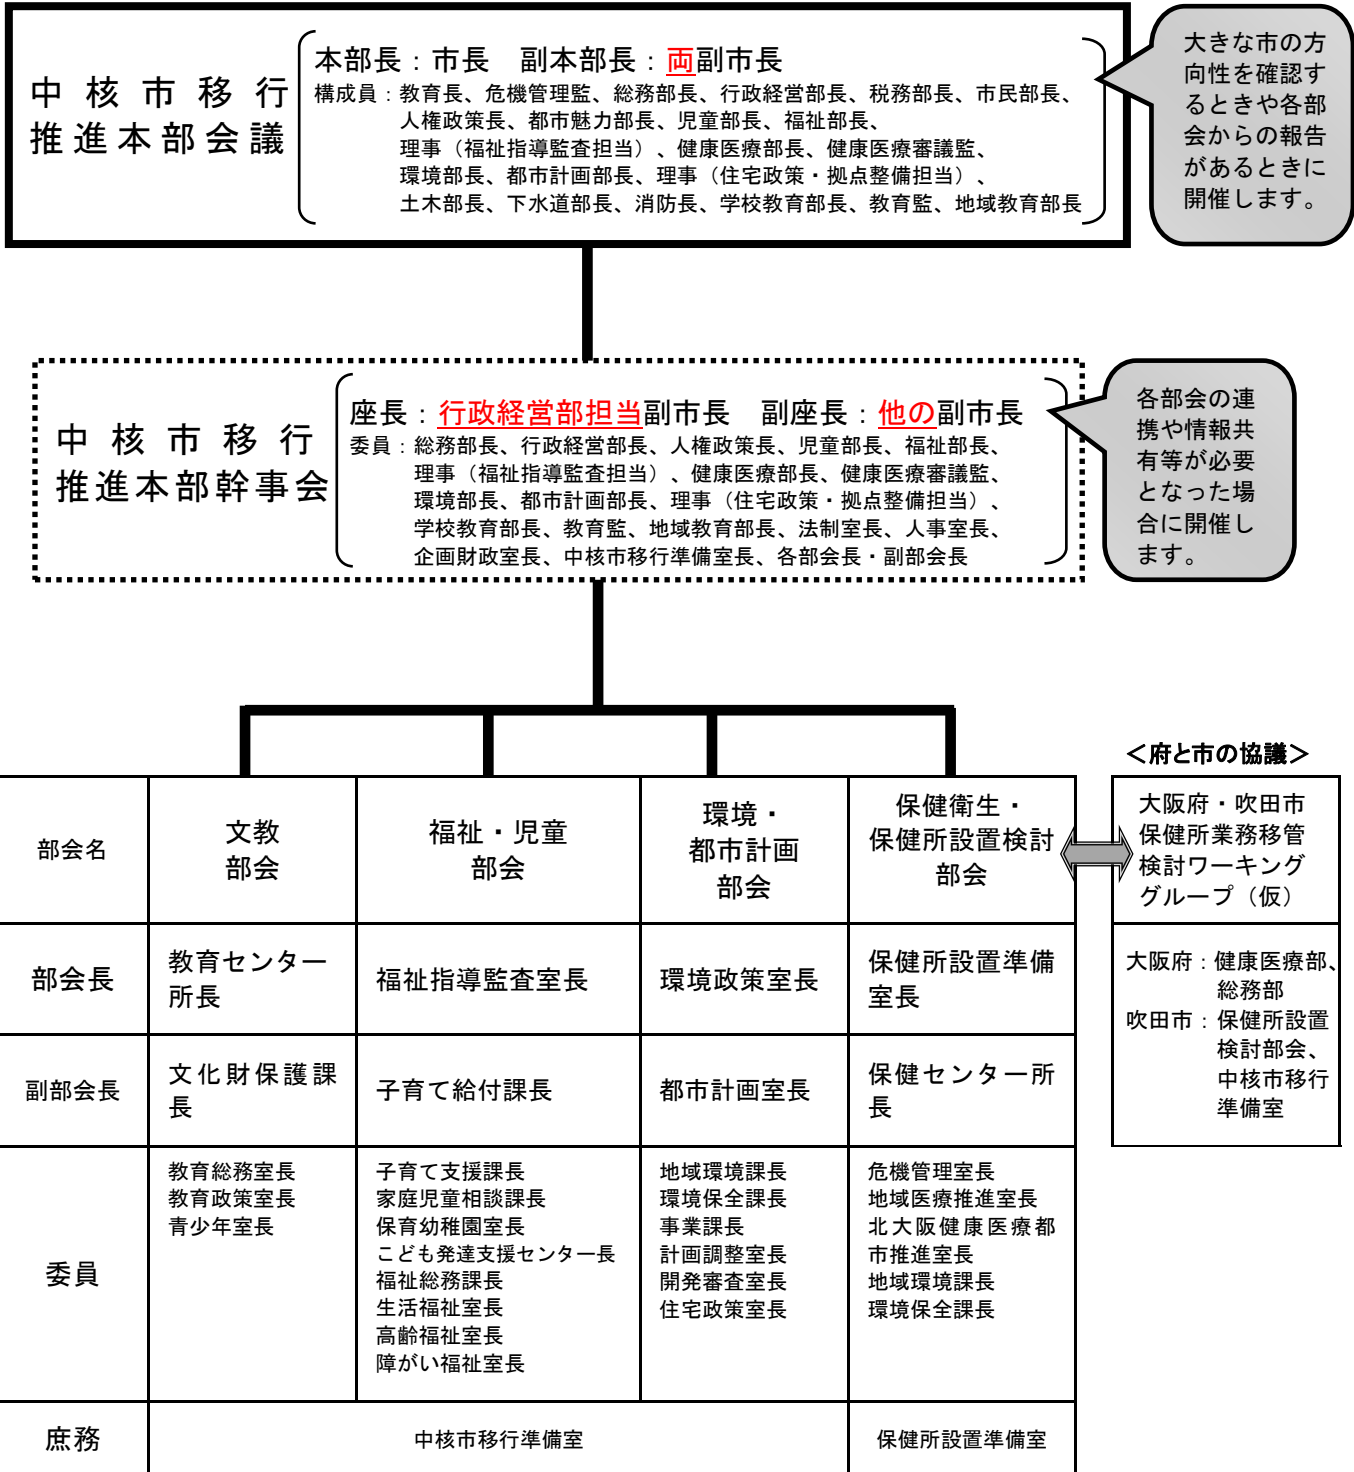 中核市移行
推進本部会議
本部長：市長　副本部長：両副市長
構成員：教育長、危機管理監、総務部長、行政経営部長、税務部長、市民部長、
人権政策長、都市魅力部長、児童部長、福祉部長、
理事（福祉指導監査担当）、健康医療部長、健康医療審議監、
環境部長、都市計画部長、理事（住宅政策・拠点整備担当）、
土木部長、下水道部長、消防長、学校教育部長、教育監、地域教育部長
大きな市の方
向性を確認す
るときや各部
会からの報告
があるときに
開催します。
中核市移行
推進本部幹事会
座長：行政経営部担当副市長　副座長：他の副市長
委員：総務部長、行政経営部長、人権政策長、児童部長、福祉部長、
理事（福祉指導監査担当）、健康医療部長、健康医療審議監、
環境部長、都市計画部長、理事（住宅政策・拠点整備担当）、
学校教育部長、教育監、地域教育部長、法制室長、人事室長、
企画財政室長、中核市移行準備室長、各部会長・副部会長
各部会の連
携や情報共
有等が必要
となった場
合に開催し
ます。
部会名
文教
部会
福祉・児童
部会
環境・
都市計画
部会
保健衛生・
保健所設置検討
部会
部会長
教育センター
所長
福祉指導監査室長
環境政策室長
保健所設置準備
室長
副部会長
文化財保護課
長
子育て給付課長
都市計画室長
保健センター所
長
委員
教育総務室長
教育政策室長
青少年室長
子育て支援課長
家庭児童相談課長
保育幼稚園室長
こども発達支援センター長
福祉総務課長
生活福祉室長
高齢福祉室長
障がい福祉室長
地域環境課長
環境保全課長
事業課長
計画調整室長
開発審査室長
住宅政策室長
危機管理室長
地域医療推進室長
北大阪健康医療都
市推進室長
地域環境課長
環境保全課長
庶務
中核市移行準備室
保健所設置準備室
＜府と市の協議＞
大阪府・吹田市
保健所業務移管
検討ワーキング
グループ（仮）
大阪府：健康医療部、
総務部
吹田市：保健所設置
検討部会、
中核市移行
準備室